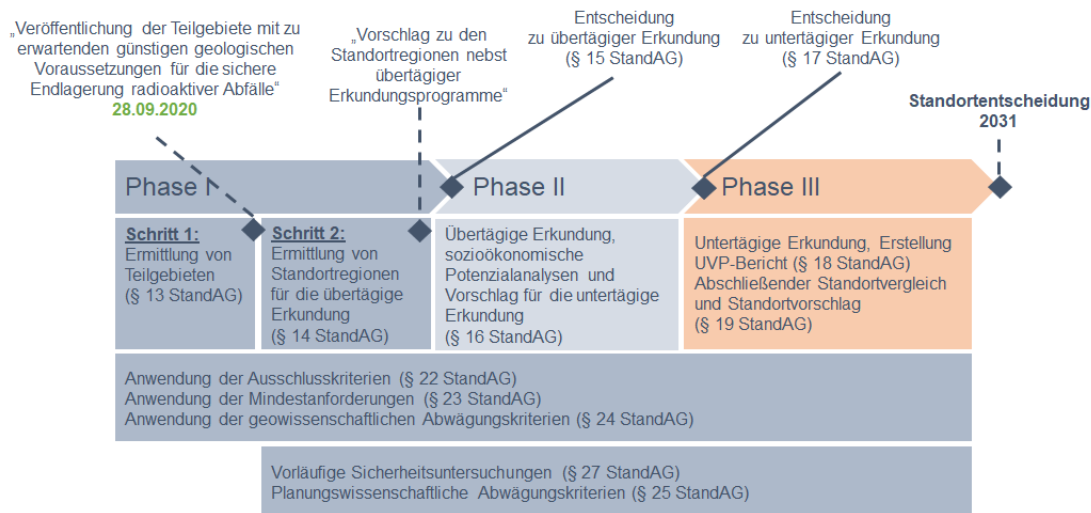 „Veröffentlichung der Teilgebiete mit zu
erwartenden günstigen geologischen
Voraussetzungen für die sichere
Endlagerung radioaktiver Abfälle“
28.09.2020
„Vorschlag zu den
Standortregionen nebst
übertägiger
Erkundungsprogramme“
Entscheidung
zu übertägiger Erkundung
(§ 15 StandAG)
Entscheidung
zu untertägiger Erkundung
(§ 17 StandAG)
Standortentscheidung
2031
Phase I
Phase II
Phase III
Schritt 1:
Ermittlung von
Teilgebieten
(§ 13 StandAG)
Schritt 2:
Ermittlung von
Standortregionen
für die übertägige
Erkundung
(§ 14 StandAG)
Übertägige Erkundung,
sozioökonomische
Potenzialanalysen und
Vorschlag für die untertägige
Erkundung
(§ 16 StandAG)
Untertägige Erkundung, Erstellung
UVP-Bericht (§ 18 StandAG)
Abschließender Standortvergleich
und Standortvorschlag
(§ 19 StandAG)
Anwendung der Ausschlusskriterien (§ 22 StandAG)
Anwendung der Mindestanforderungen (§ 23 StandAG)
Anwendung der geowissenschaftlichen Abwägungskriterien (§ 24 StandAG)
Vorläufige Sicherheitsuntersuchungen (§ 27 StandAG)
Planungswissenschaftliche Abwägungskriterien (§ 25 StandAG)